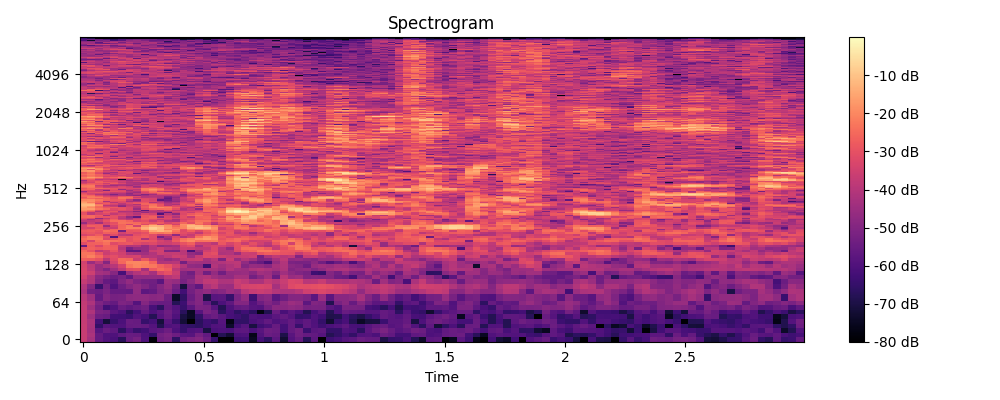 Spectrogram
4096
2048
1024
512
256
128
64
0
Hz
0
0.5
1
1.5
2
2.5
Time
-10 dB
-20 dB
-30 dB
-40 dB
-50 dB
-60 dB
-70 dB
-80 dB